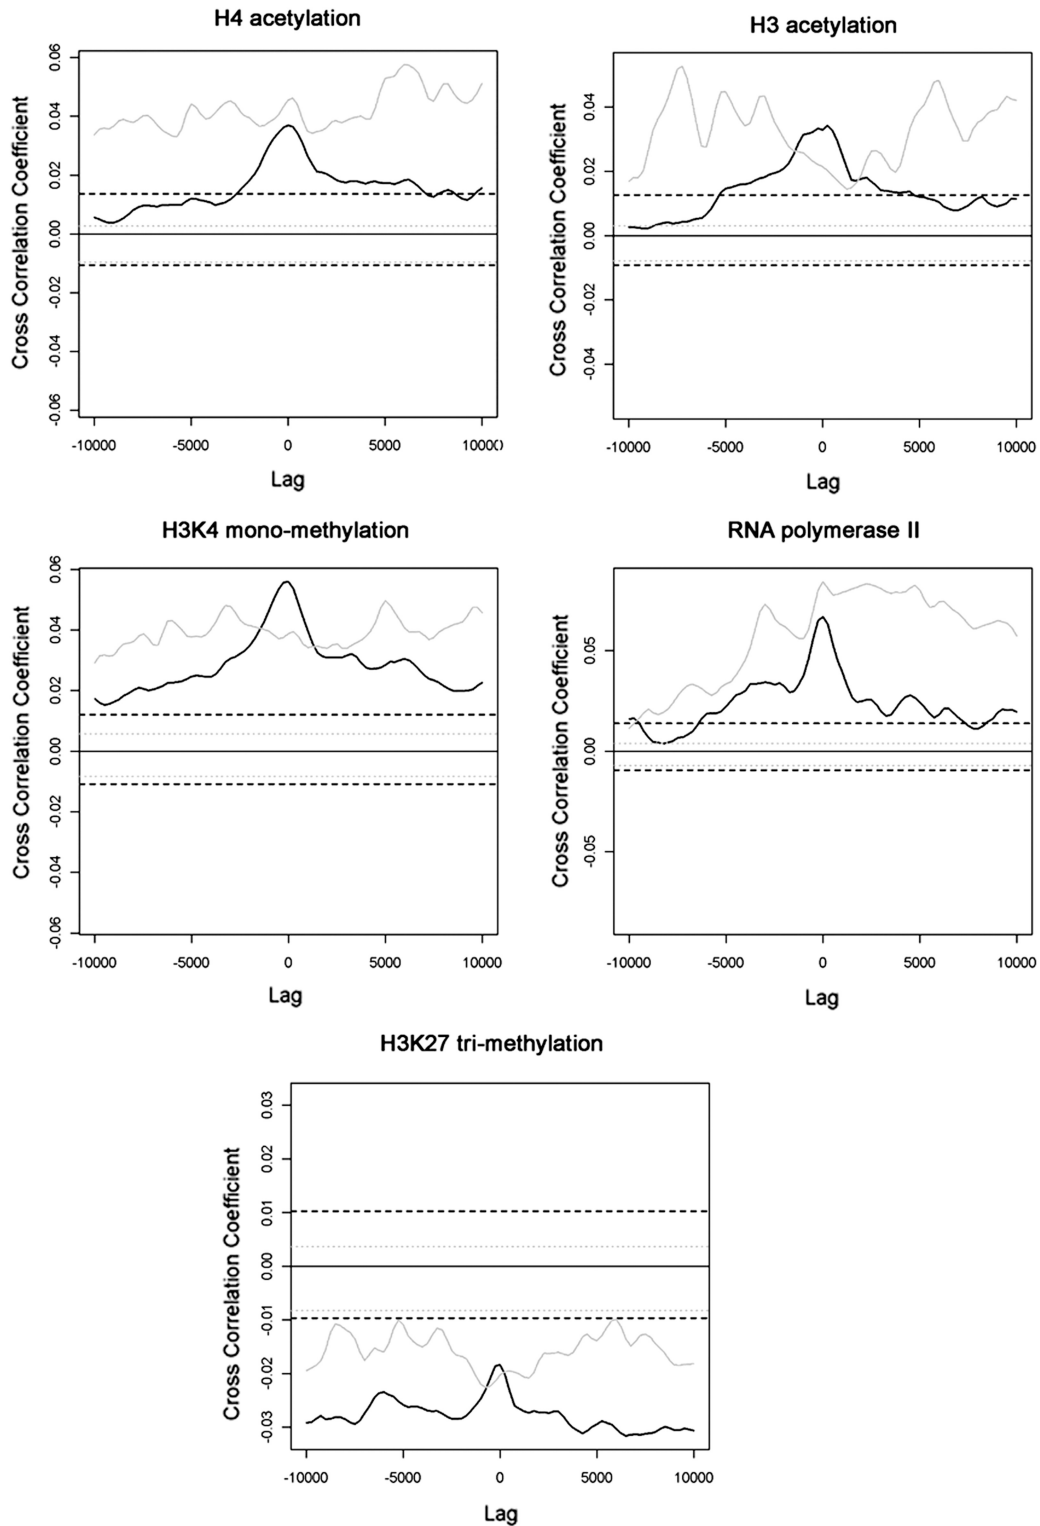 H4 acetylation
Cross Correlation Coefficient
0.06
0.04
0.02
0.00
-0.02
-0.04
-0.06
-10000 -5000 0 5000 10000
Lag
H3 acetylation
Cross Correlation Coefficient
0.04
0.02
0.00
-0.02
-0.04
-10000 -5000 0 5000 10000
Lag
H3K4 mono-methylation
Cross Correlation Coefficient
0.06
0.04
0.02
0.00
-0.02
-0.04
-0.06
-10000 -5000 0 5000 10000
Lag
RNA polymerase II
Cross Correlation Coefficient
0.05
0.00
-0.05
-10000 -5000 0 5000 10000
Lag
H3K27 tri-methylation
Cross Correlation Coefficient
0.03
0.02
0.01
0.00
-0.01
-0.02
-0.03
-10000 -5000 0 5000 10000
Lag